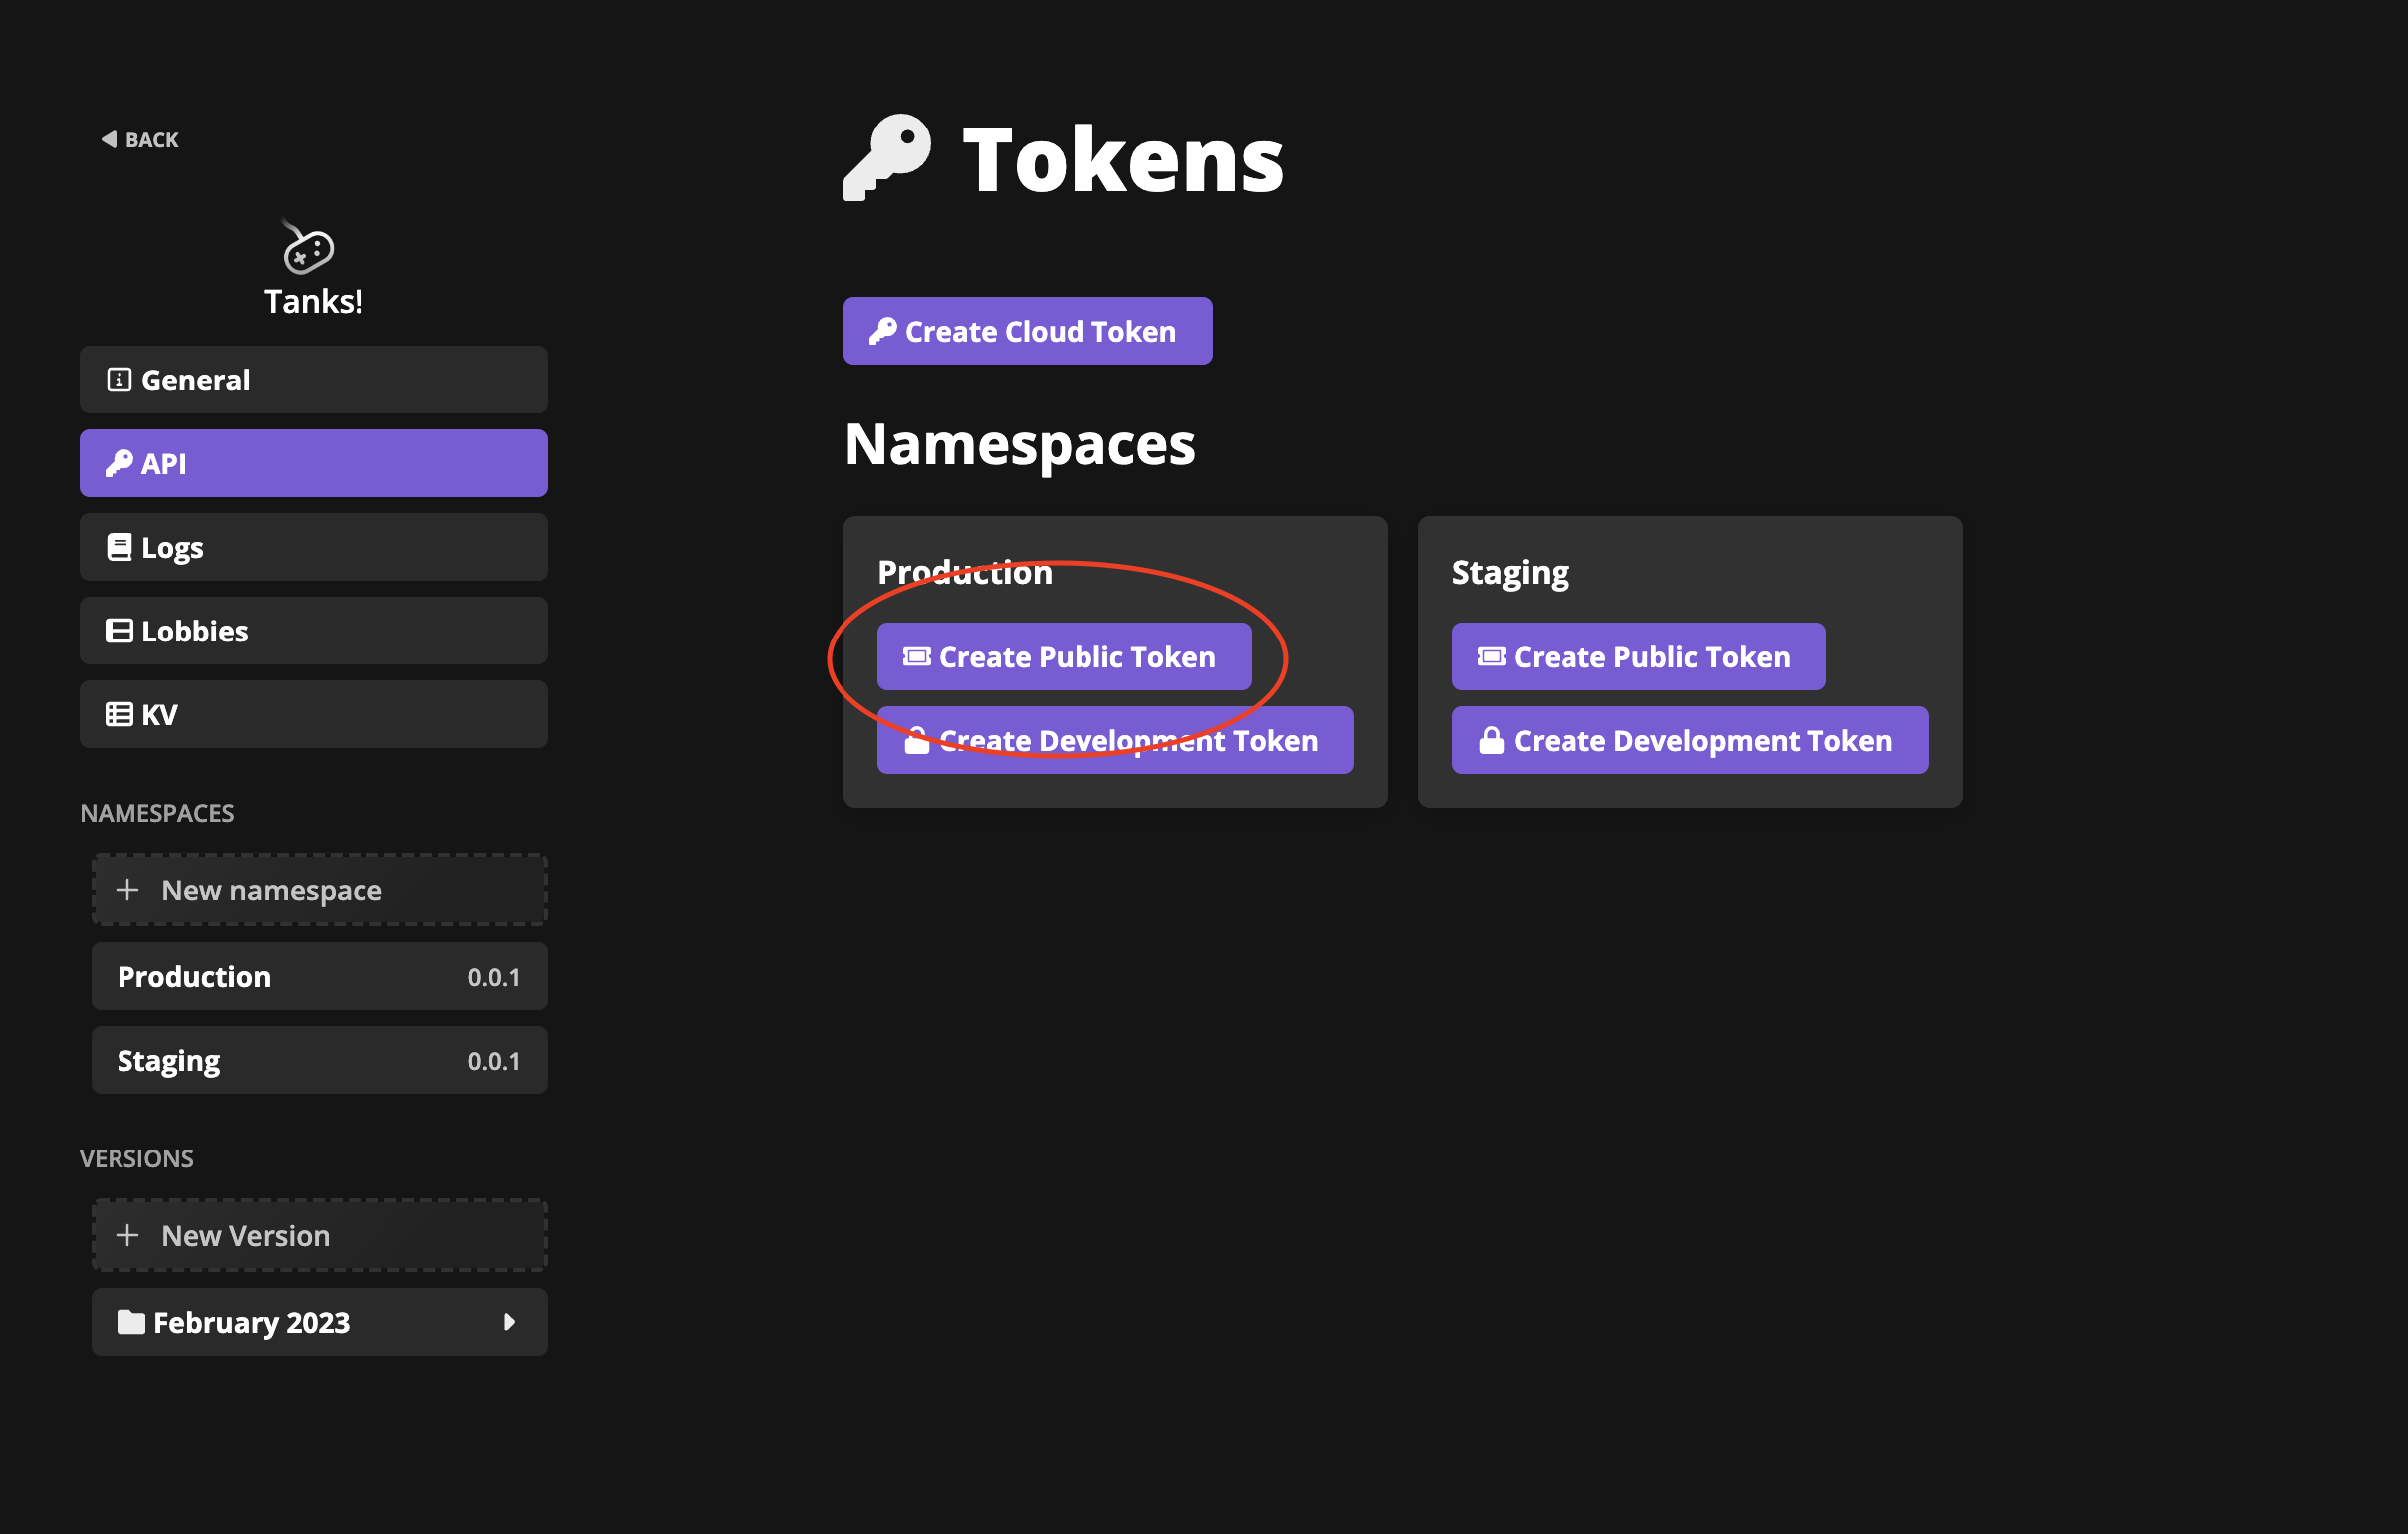 BACK
Tanks!
General
API
Logs
Lobbies
KV
NAMESPACES
New namespace
Production 0.0.1
Staging 0.0.1
VERSIONS
New Version
February 2023
Tokens
Create Cloud Token
Namespaces
Production
Create Public Token
Create Development Token
Staging
Create Public Token
Create Development Token